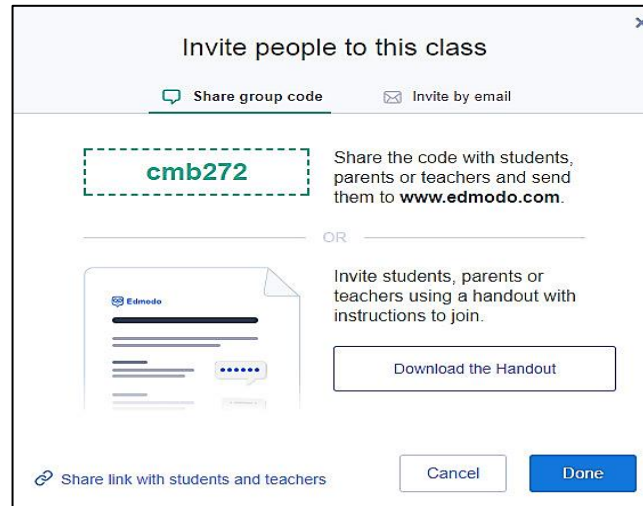 Invite people to this class
Share group code
Invite by email
cmb272
Share the code with students,
parents or teachers and send
them to www.edmodo.com.
OR
Edmodo
Invite students, parents or
teachers using a handout with
instructions to join.
Download the Handout
Share link with students and teachers
Cancel
Done